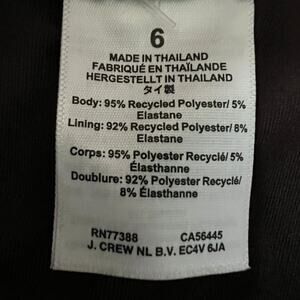 6
MADE IN THAILAND
FABRIQUÉ EN THAÏLANDE
HERGESTELLT IN THAILAND
タイ製
Body: 95% Recycled Polyester/ 5%
Elastane
Lining: 92% Recycled Polyester/ 8%
Elastane
Corps: 95% Polyester Recyclé/ 5%
Élasthanne
Doublure: 92% Polyester Recyclé/
8% Élasthanne
RN77388 CA56445
J. CREW NL B.V. EC4V 6JA